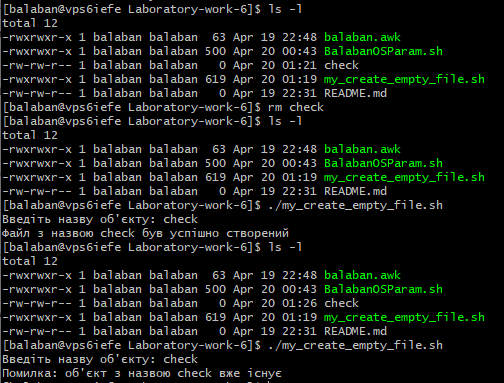 [balaban@vps6iefe Laboratory-work-6]$ ls -l
total 12
-rwxrwxr-x 1 balaban balaban  63 Apr 19 22:48 balaban.awk
-rwxrwxr-x 1 balaban balaban 500 Apr 20 00:43 BalabanOSParam.sh
-rw-rw-r-- 1 balaban balaban   0 Apr 20 01:21 check
-rwxrwxr-x 1 balaban balaban 619 Apr 20 01:19 my_create_empty_file.sh
-rw-rw-r-- 1 balaban balaban   0 Apr 19 22:31 README.md
[balaban@vps6iefe Laboratory-work-6]$ rm check
[balaban@vps6iefe Laboratory-work-6]$ ls -l
total 12
-rwxrwxr-x 1 balaban balaban  63 Apr 19 22:48 balaban.awk
-rwxrwxr-x 1 balaban balaban 500 Apr 20 00:43 BalabanOSParam.sh
-rwxrwxr-x 1 balaban balaban 619 Apr 20 01:19 my_create_empty_file.sh
-rw-rw-r-- 1 balaban balaban   0 Apr 19 22:31 README.md
[balaban@vps6iefe Laboratory-work-6]$ ./my_create_empty_file.sh
Введіть назву об'єкту: check
Файл з назвою check був успішно створений
[balaban@vps6iefe Laboratory-work-6]$ ls -l
total 12
-rwxrwxr-x 1 balaban balaban  63 Apr 19 22:48 balaban.awk
-rwxrwxr-x 1 balaban balaban 500 Apr 20 00:43 BalabanOSParam.sh
-rw-rw-r-- 1 balaban balaban   0 Apr 20 01:26 check
-rwxrwxr-x 1 balaban balaban 619 Apr 20 01:19 my_create_empty_file.sh
-rw-rw-r-- 1 balaban balaban   0 Apr 19 22:31 README.md
[balaban@vps6iefe Laboratory-work-6]$ ./my_create_empty_file.sh
Введіть назву об'єкту: check
Помилка: об'єкт з назвою check вже існує